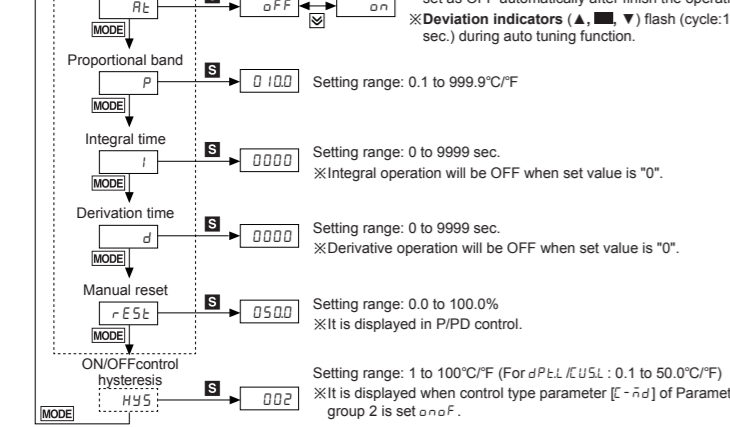 At S oFF on
set as OFF automatically after finish the operati
※Deviation indicators (▲, ■, ▼) flash (cycle:1
sec.) during auto tuning function.
MODE
Proportional band
P S 010.0 Setting range: 0.1 to 999.9°C/°F
MODE
Integral time
I S 0000 Setting range: 0 to 9999 sec.
※Integral operation will be OFF when set value is "0".
MODE
Derivation time
d S 0000 Setting range: 0 to 9999 sec.
※Derivative operation will be OFF when set value is "0".
MODE
Manual reset
rESt S 050.0 Setting range: 0.0 to 100.0%
※It is displayed in P/PD control.
MODE
ON/OFFcontrol
hysteresis
HYS S 002 Setting range: 1 to 100°C/°F (For dPt.L /CUS.L : 0.1 to 50.0°C/°F)
※It is displayed when control type parameter [C-md] of Paramet
group 2 is set onoF.
MODE